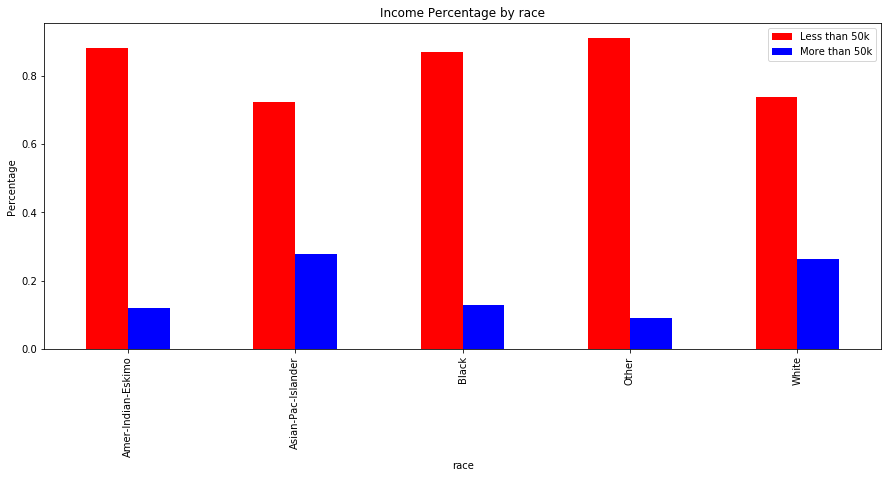 Income Percentage by race
Less than 50k
More than 50k
Percentage
0.8
0.6
0.4
0.2
0.0
Amer-Indian-Eskimo
Asian-Pac-Islander
Black
Other
White
race